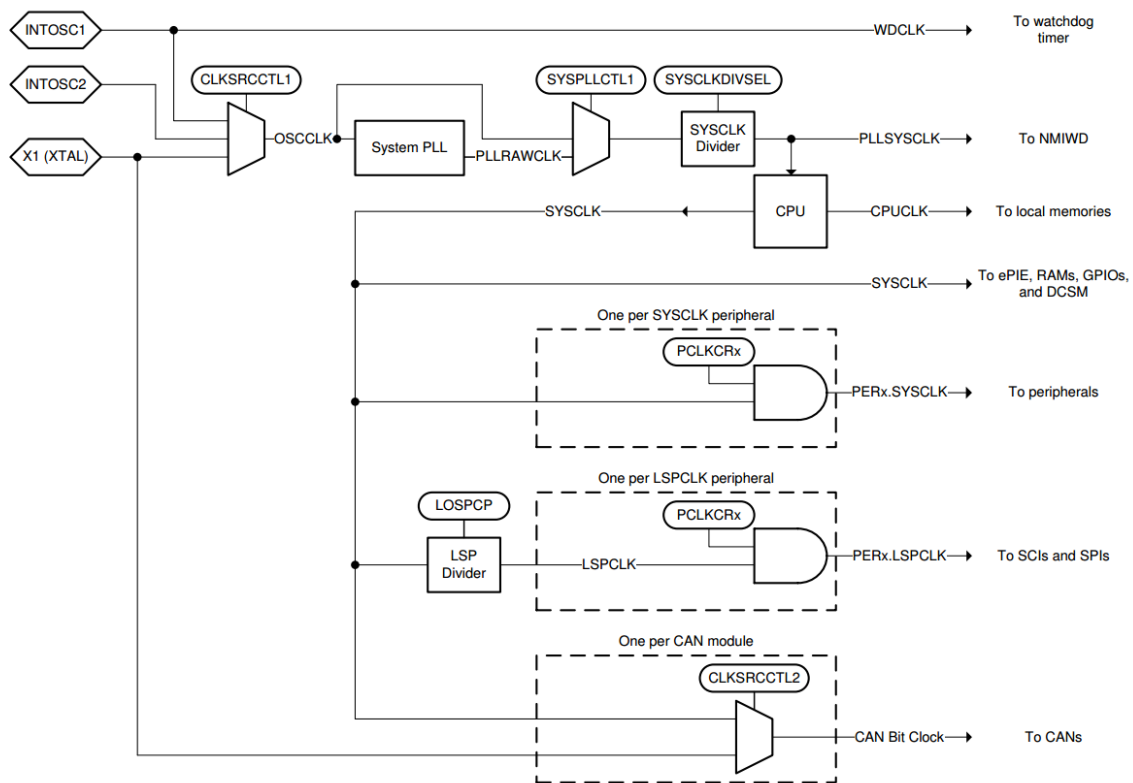 INTOSC1
WDCLK
To watchdog
timer
INTOSC2
CLKSRCCTL1
SYSPLLCTL1
SYSCLKDIVSEL
X1 (XTAL)
OSCCLK
System PLL
PLLRAWCLK
SYSCLK
Divider
PLLSYSCLK
To NMIWD
SYSCLK
CPU
CPUCLK
To local memories
SYSCLK
To ePIE, RAMs, GPIOs,
and DCSM
One per SYSCLK peripheral
PCLKCRx
PERx.SYSCLK
To peripherals
One per LSPCLK peripheral
LOSPCP
PCLKCRx
LSP
Divider
LSPCLK
PERx.LSPCLK
To SCIs and SPIs
One per CAN module
CLKSRCCTL2
CAN Bit Clock
To CANs